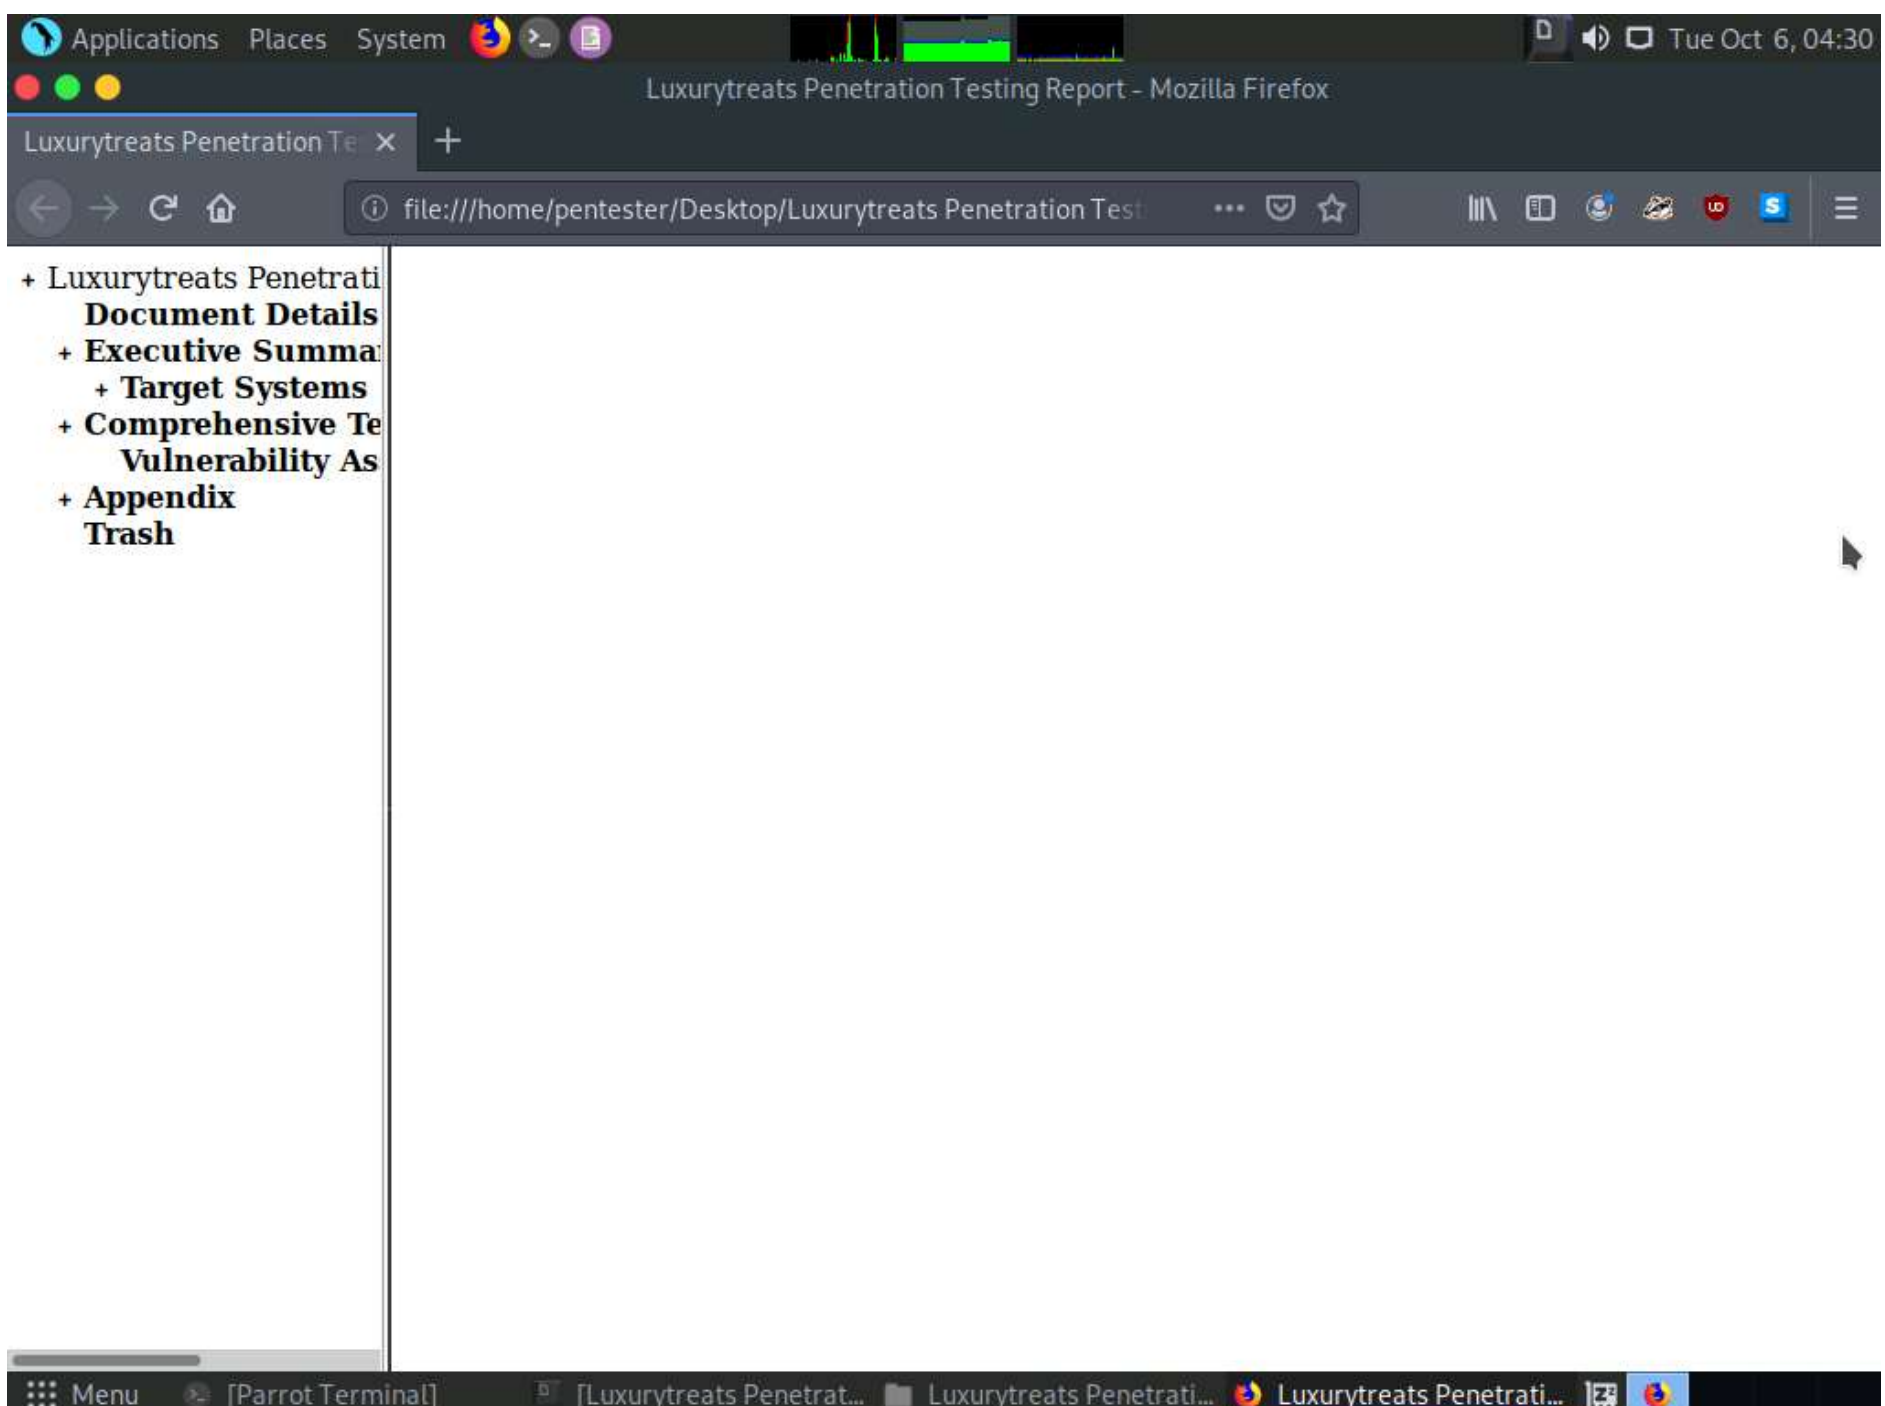 Applications Places System Tue Oct 6, 04:30
Luxurytreats Penetration Testing Report - Mozilla Firefox
Luxurytreats Penetration Te
file:///home/pentester/Desktop/Luxurytreats Penetration Test
+ Luxurytreats Penetrati
Document Details
+ Executive Summar
+ Target Systems
+ Comprehensive Te
Vulnerability As
+ Appendix
Trash
Menu [Parrot Terminal] [Luxurytreats Penetrat... Luxurytreats Penetrati... Luxurytreats Penetrati...